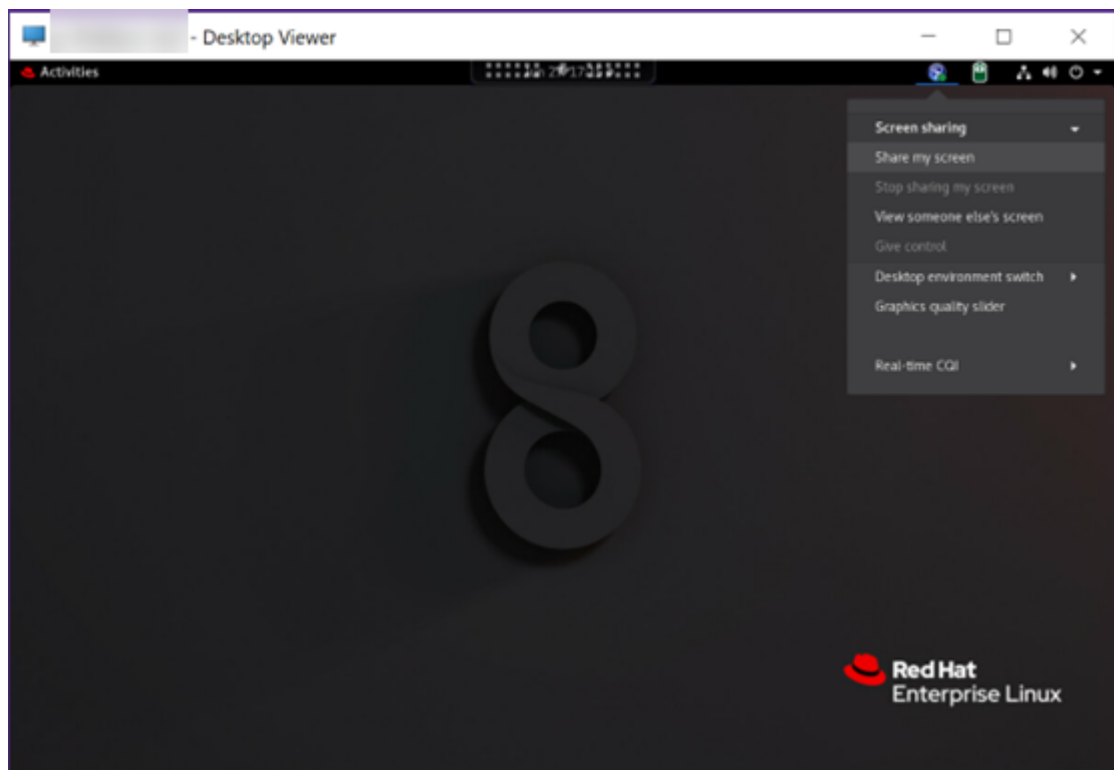 - Desktop Viewer
Activities
Screen sharing
Share my screen
Stop sharing my screen
View someone else's screen
Give control
Desktop environment switch
Graphics quality slider
Real-time CQI
8
Red Hat
Enterprise Linux